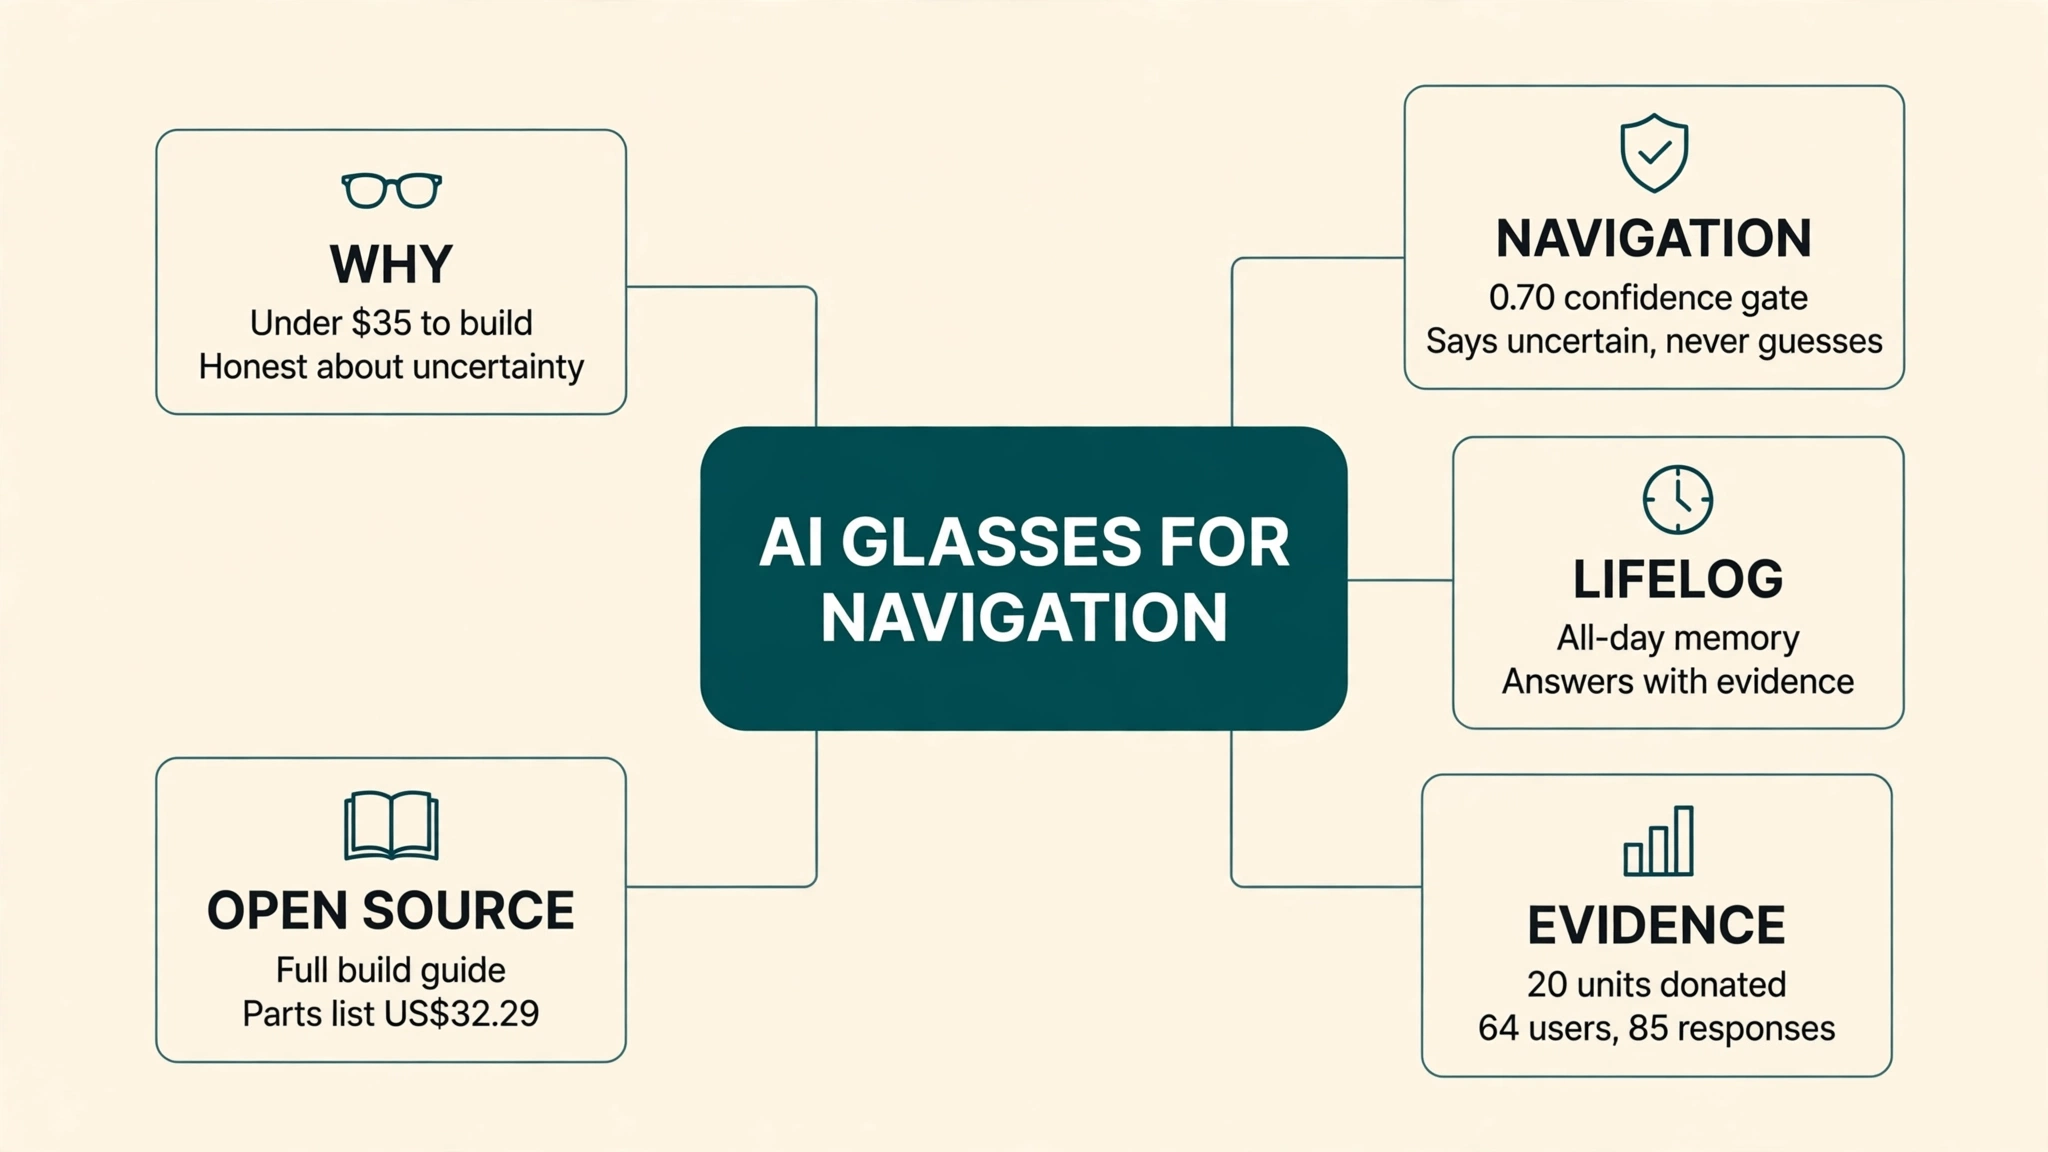 WHY
Under $35 to build
Honest about uncertainty
NAVIGATION
0.70 confidence gate
Says uncertain, never guesses
AI GLASSES FOR
NAVIGATION
LIFELOG
All-day memory
Answers with evidence
OPEN SOURCE
Full build guide
Parts list US$32.29
EVIDENCE
20 units donated
64 users, 85 responses